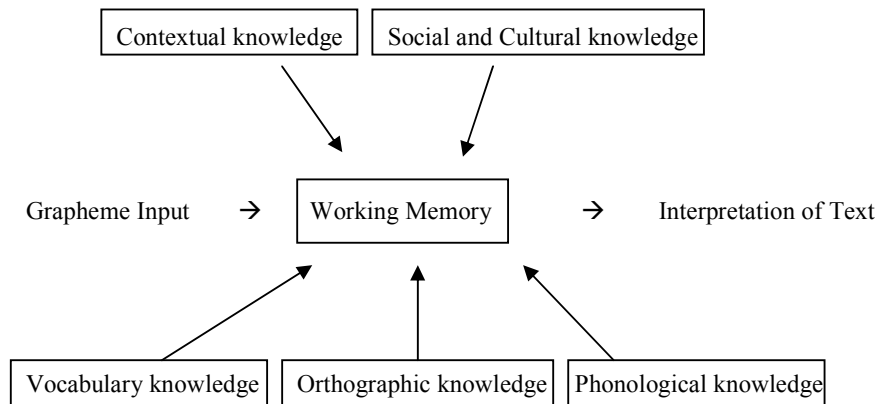 Contextual knowledge Social and Cultural knowledge
Grapheme Input → Working Memory → Interpretation of Text
Vocabulary knowledge Orthographic knowledge Phonological knowledge